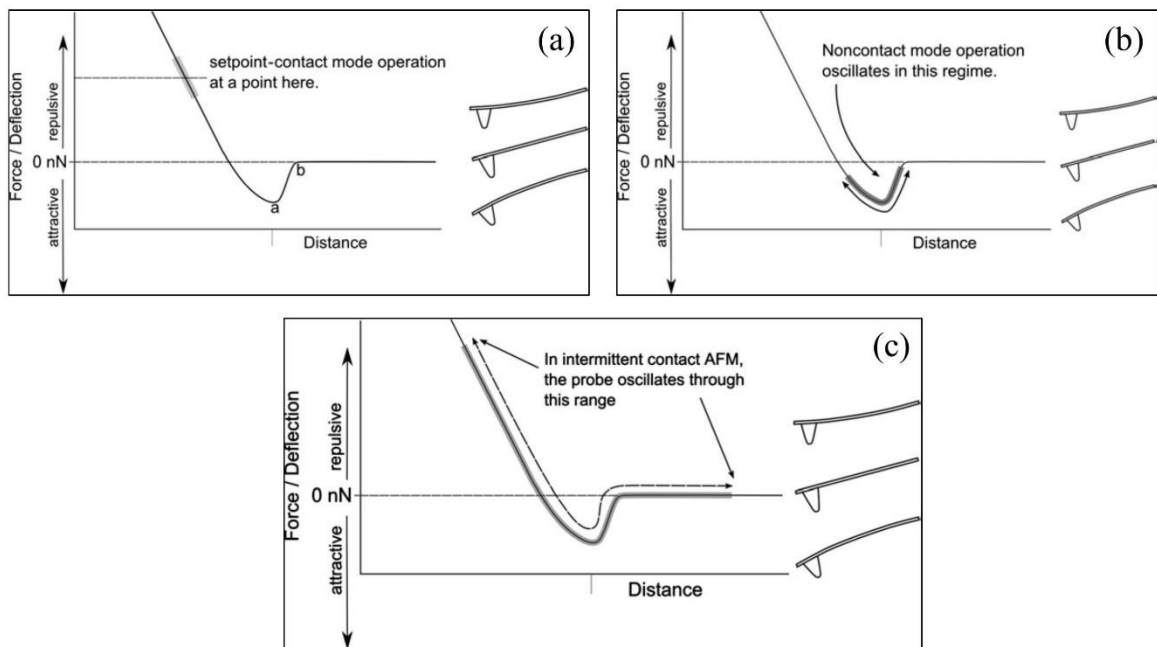 (a)
setpoint-contact mode operation
at a point here.
Force / Deflection
repulsive
0 nN
attractive
b
a
Distance
(b)
Noncontact mode operation
oscillates in this regime.
Force / Deflection
repulsive
0 nN
attractive
Distance
(c)
In intermittent contact AFM,
the probe oscillates through
this range
Force / Deflection
repulsive
0 nN
attractive
Distance